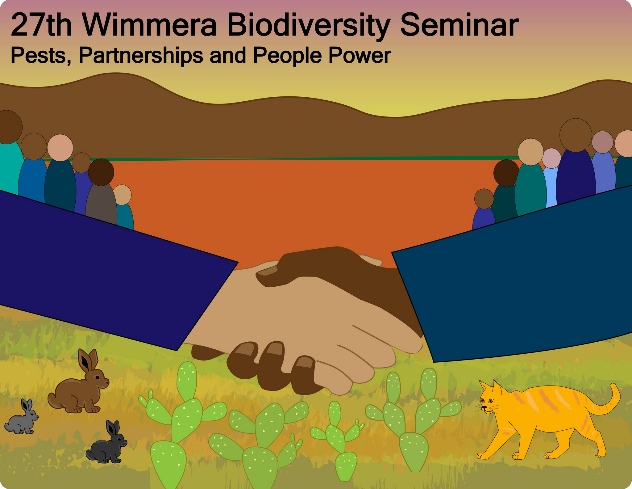 27th Wimmera Biodiversity Seminar
Pests, Partnerships and People Power